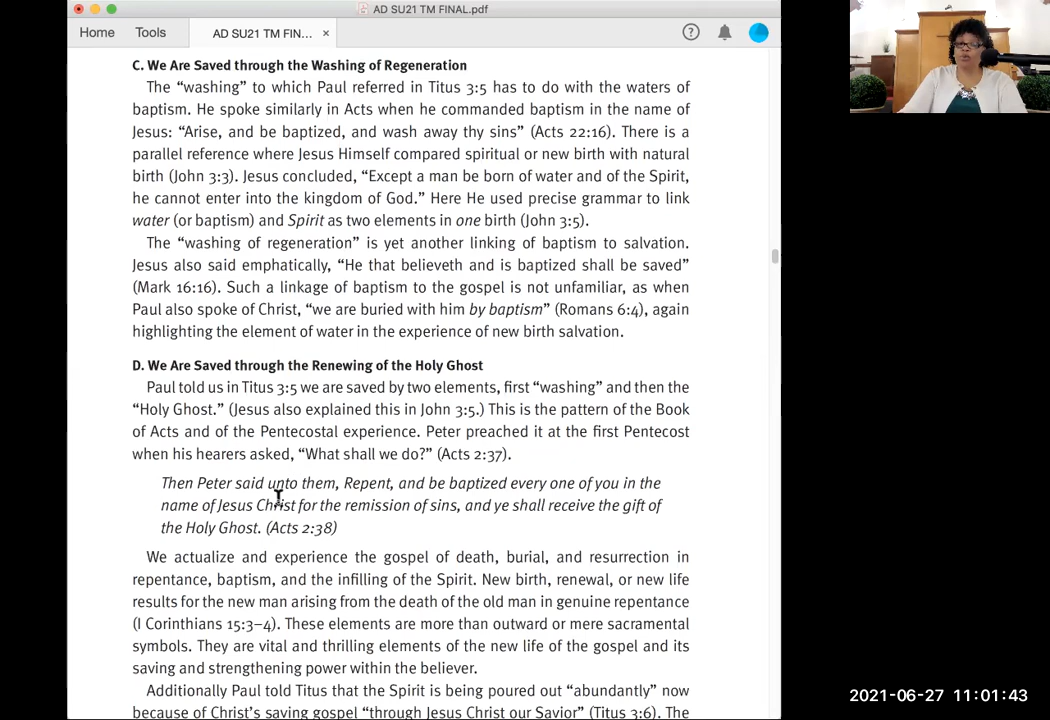 AD SU21 TM FINAL.pdf
Home Tools AD SU21 TM FIN... ×
C. We Are Saved through the Washing of Regeneration
The “washing” to which Paul referred in Titus 3:5 has to do with the waters of
baptism. He spoke similarly in Acts when he commanded baptism in the name of
Jesus: “Arise, and be baptized, and wash away thy sins” (Acts 22:16). There is a
parallel reference where Jesus Himself compared spiritual or new birth with natural
birth (John 3:3). Jesus concluded, “Except a man be born of water and of the Spirit,
he cannot enter into the kingdom of God.” Here He used precise grammar to link
water (or baptism) and Spirit as two elements in one birth (John 3:5).
The “washing of regeneration” is yet another linking of baptism to salvation.
Jesus also said emphatically, “He that believeth and is baptized shall be saved”
(Mark 16:16). Such a linkage of baptism to the gospel is not unfamiliar, as when
Paul also spoke of Christ, “we are buried with him by baptism” (Romans 6:4), again
highlighting the element of water in the experience of new birth salvation.
D. We Are Saved through the Renewing of the Holy Ghost
Paul told us in Titus 3:5 we are saved by two elements, first “washing” and then the
“Holy Ghost.” (Jesus also explained this in John 3:5.) This is the pattern of the Book
of Acts and of the Pentecostal experience. Peter preached it at the first Pentecost
when his hearers asked, “What shall we do?” (Acts 2:37).
Then Peter said unto them, Repent, and be baptized every one of you in the
name of Jesus Christ for the remission of sins, and ye shall receive the gift of
the Holy Ghost. (Acts 2:38)
We actualize and experience the gospel of death, burial, and resurrection in
repentance, baptism, and the infilling of the Spirit. New birth, renewal, or new life
results for the new man arising from the death of the old man in genuine repentance
(I Corinthians 15:3–4). These elements are more than outward or mere sacramental
symbols. They are vital and thrilling elements of the new life of the gospel and its
saving and strengthening power within the believer.
Additionally Paul told Titus that the Spirit is being poured out “abundantly” now
because of Christ’s saving gospel “through Jesus Christ our Savior” (Titus 3:6). The
2021-06-27 11:01:43